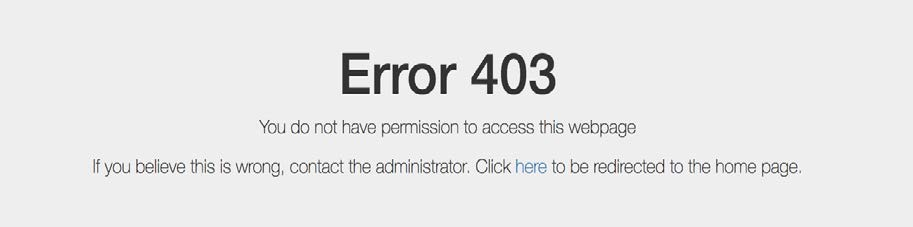 Error 403
You do not have permission to access this webpage
If you believe this is wrong, contact the administrator. Click here to be redirected to the home page.